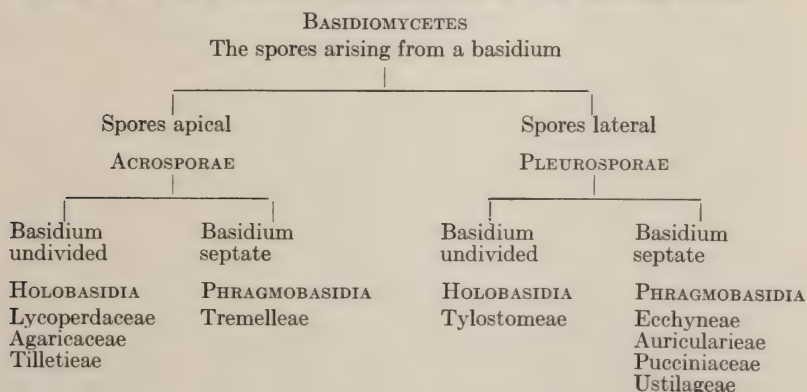 BASIDIOMYCETES
The spores arising from a basidium
Spores apical
Spores lateral
ACROSPORAE
PLEUROSPORAE
Basidium
undivided
HOLOBASIDIA
Lycoperdaceae
Agaricaceae
Tilletieae
Basidium
septate
PHRAGMOBASIDIA
Tremelleae
Basidium
undivided
HOLOBASIDIA
Tylostomeae
Basidium
septate
PHRAGMOBASIDIA
Ecchyneae
Auricularieae
Pucciniaceae
Ustilageae